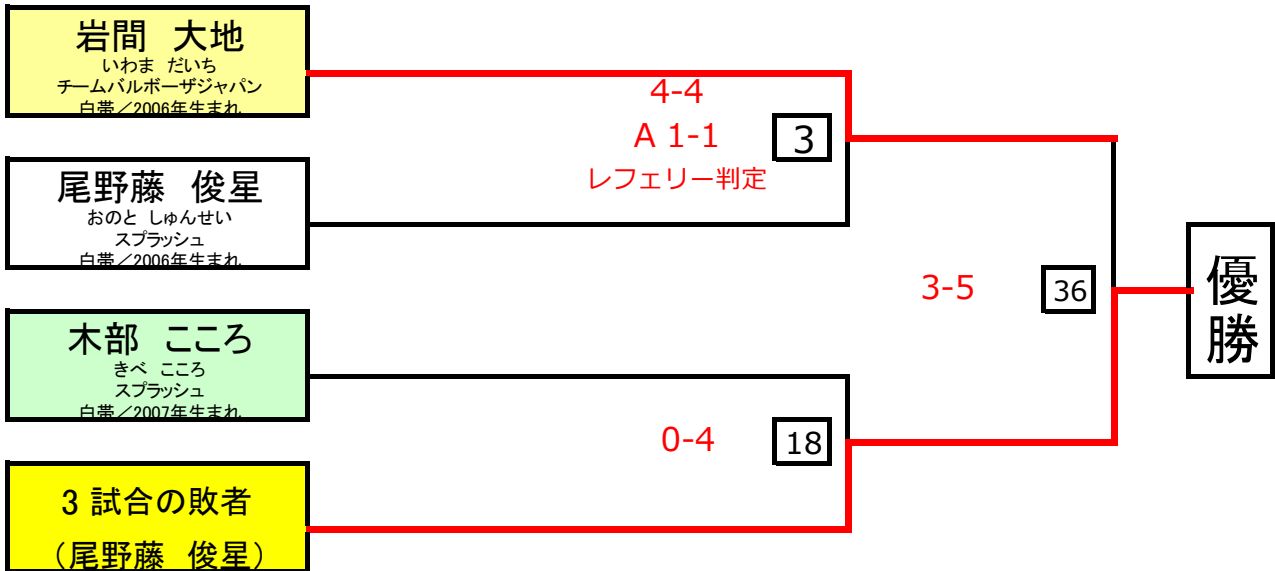 岩間 大地
いわま だいち
チームバルボーザジャパン
白帯／2006年生まれ
4-4
A 1-1
レフェリー判定
3
尾野藤 俊星
おのと しゅんせい
スプラッシュ
白帯／2006年生まれ
3-5
36
優勝
木部 こころ
きべ こころ
スプラッシュ
白帯／2007年生まれ
0-4
18
3 試合の敗者
（尾野藤 俊星）